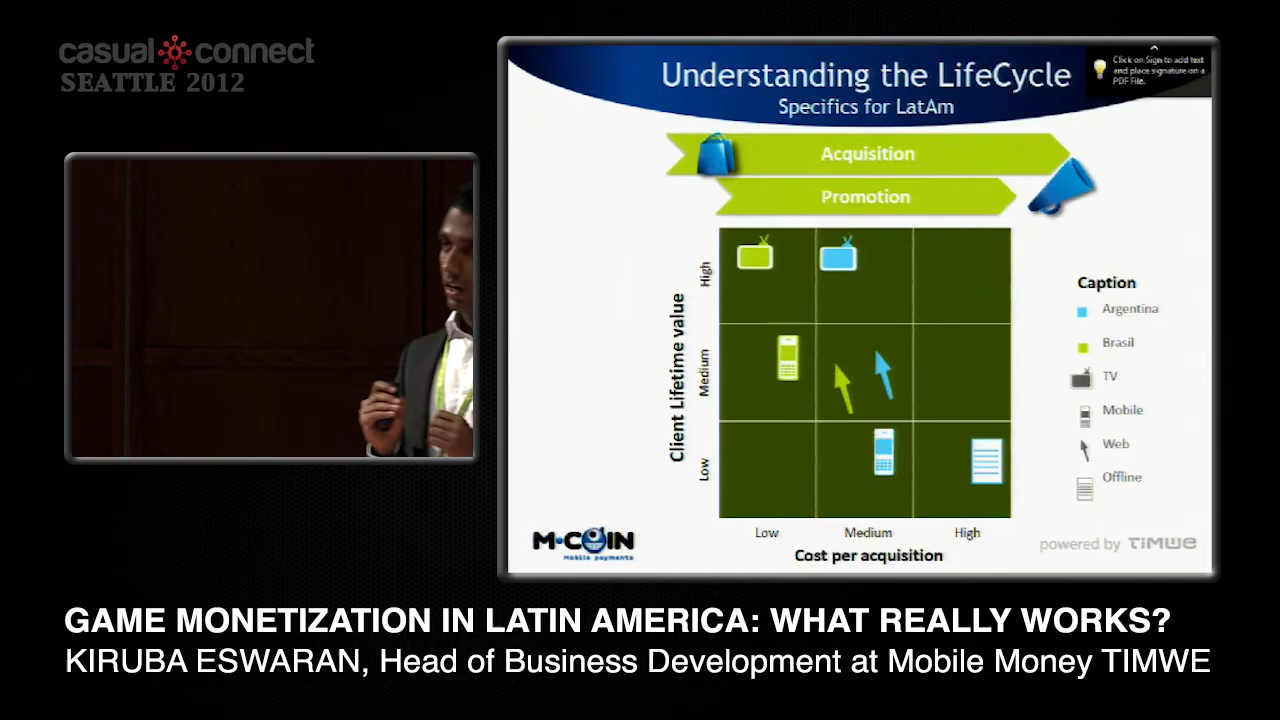 casual connect
SEATTLE 2012
Understanding the LifeCycle
Specifics for LatAm
Click on Sign to add text
and place signature on a
PDF File.
Acquisition
Promotion
Client Lifetime value
High
Medium
Low
Low
Medium
High
Cost per acquisition
Caption
Argentina
Brasil
TV
Mobile
Web
Offline
M·COIN
Mobile payments
powered by TIMWE
GAME MONETIZATION IN LATIN AMERICA: WHAT REALLY WORKS?
KIRUBA ESWARAN, Head of Business Development at Mobile Money TIMWE